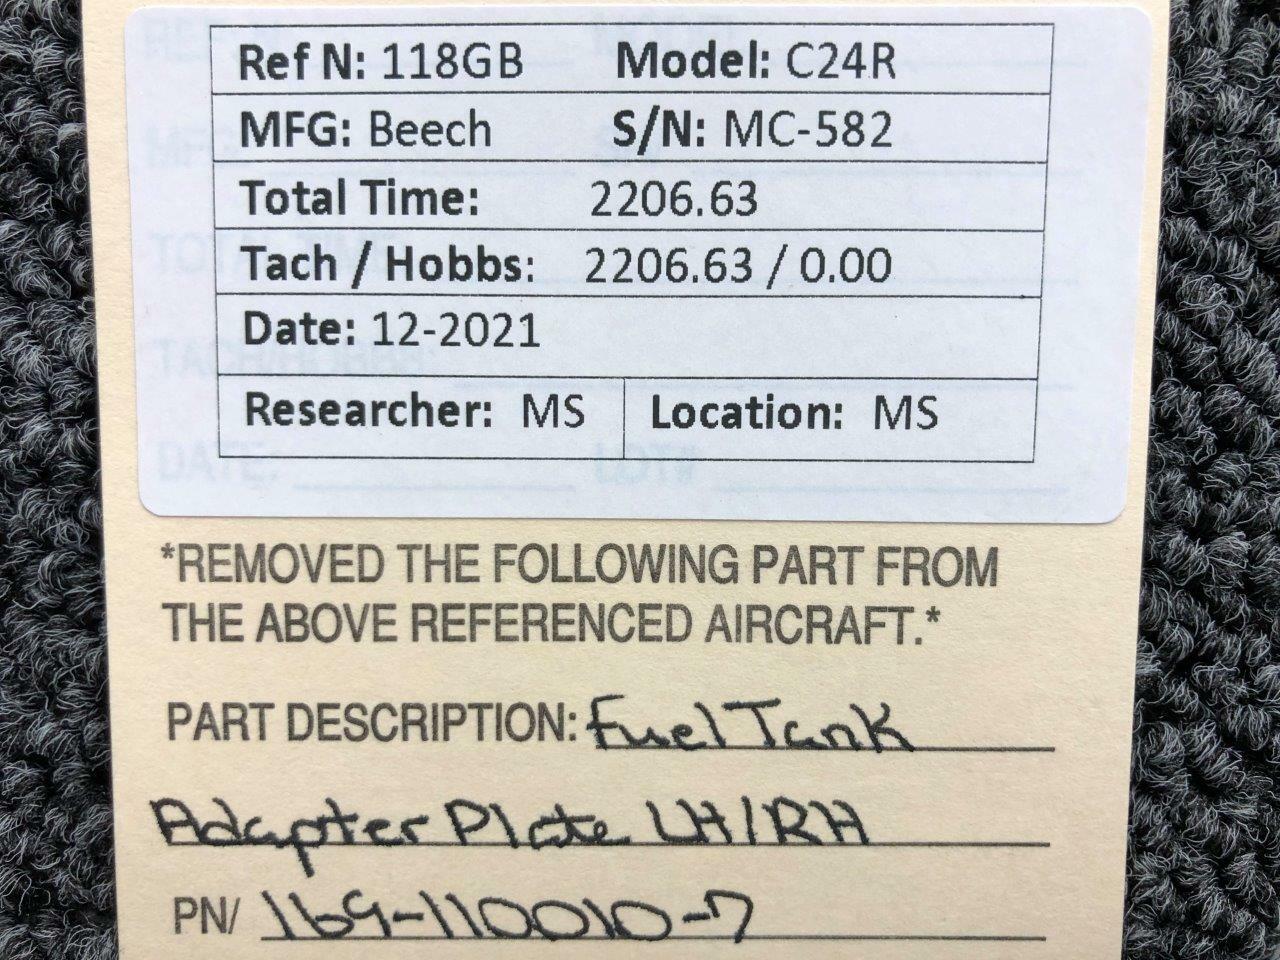 Ref N: 118GB Model: C24R
MFG: Beech S/N: MC-582
Total Time: 2206.63
Tach / Hobbs: 2206.63 / 0.00
Date: 12-2021
Researcher: MS Location: MS
*REMOVED THE FOLLOWING PART FROM
THE ABOVE REFERENCED AIRCRAFT.*
PART DESCRIPTION: Fuel Tank
Adapter Plate LH/RH
PN/ 169-110010-7